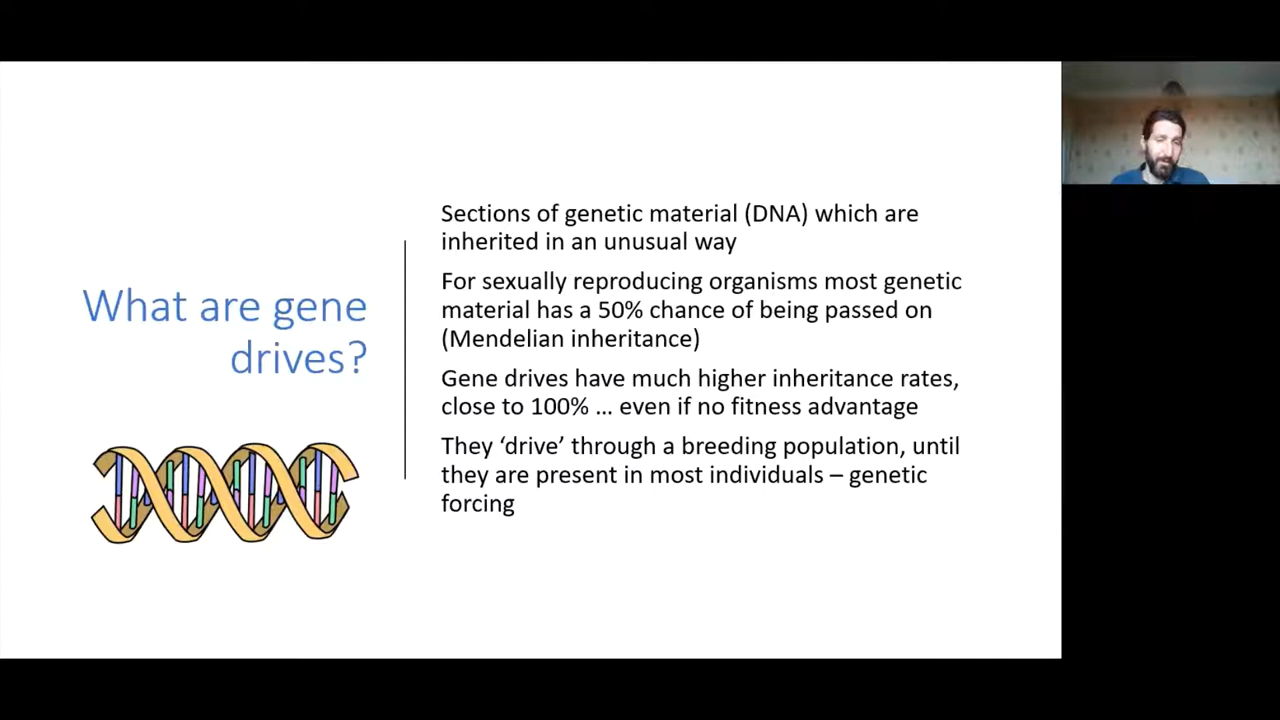 What are gene
drives?
Sections of genetic material (DNA) which are
inherited in an unusual way
For sexually reproducing organisms most genetic
material has a 50% chance of being passed on
(Mendelian inheritance)
Gene drives have much higher inheritance rates,
close to 100% … even if no fitness advantage
They ‘drive’ through a breeding population, until
they are present in most individuals – genetic
forcing